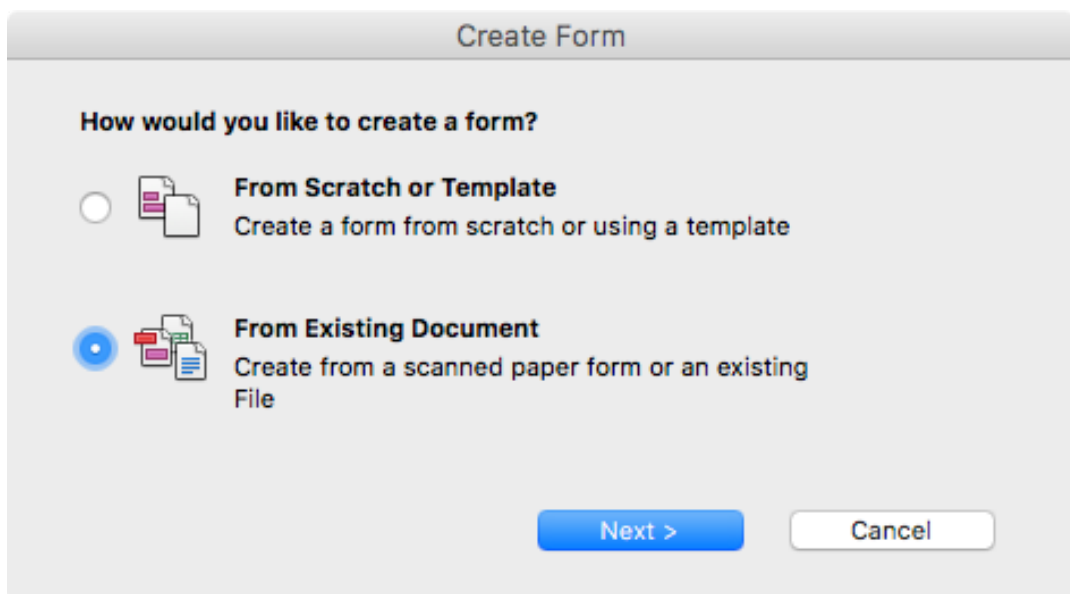 Create Form
How would you like to create a form?
From Scratch or Template
Create a form from scratch or using a template
From Existing Document
Create from a scanned paper form or an existing
File
Next >
Cancel